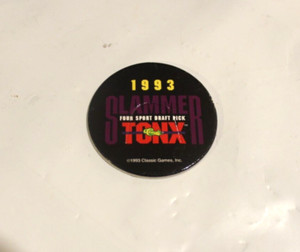 1993
SLAMMER
FOUR SPORT DRAFT PICK
TONX
©1993 Classic Games, Inc.